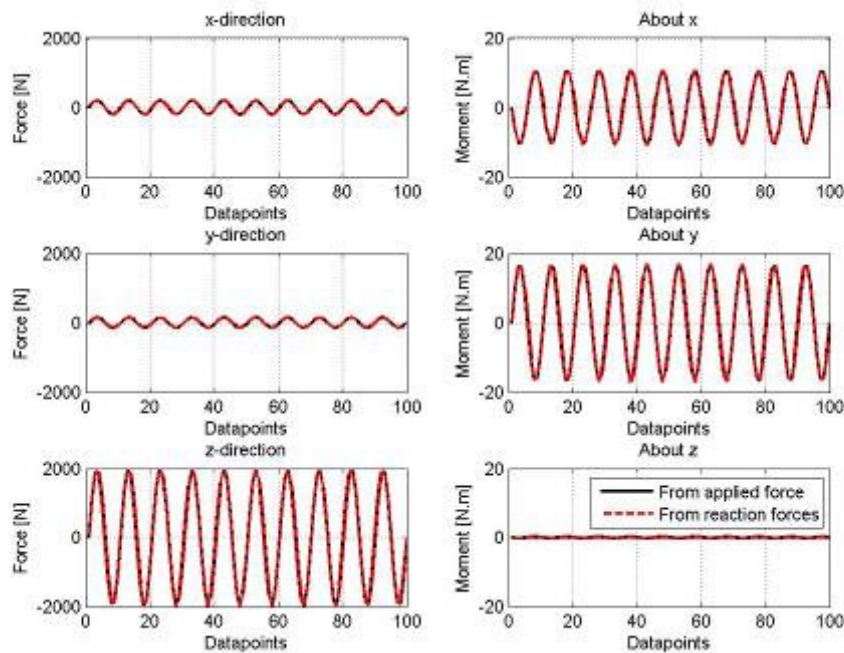 x-direction
2000
0
-2000
Force [N]
0 20 40 60 80 100
Datapoints
About x
20
0
-20
Moment [N.m]
0 20 40 60 80 100
Datapoints
y-direction
2000
0
-2000
Force [N]
0 20 40 60 80 100
Datapoints
About y
20
0
-20
Moment [N.m]
0 20 40 60 80 100
Datapoints
z-direction
2000
0
-2000
Force [N]
0 20 40 60 80 100
Datapoints
About z
20
0
-20
Moment [N.m]
From applied force
From reaction forces
0 20 40 60 80 100
Datapoints